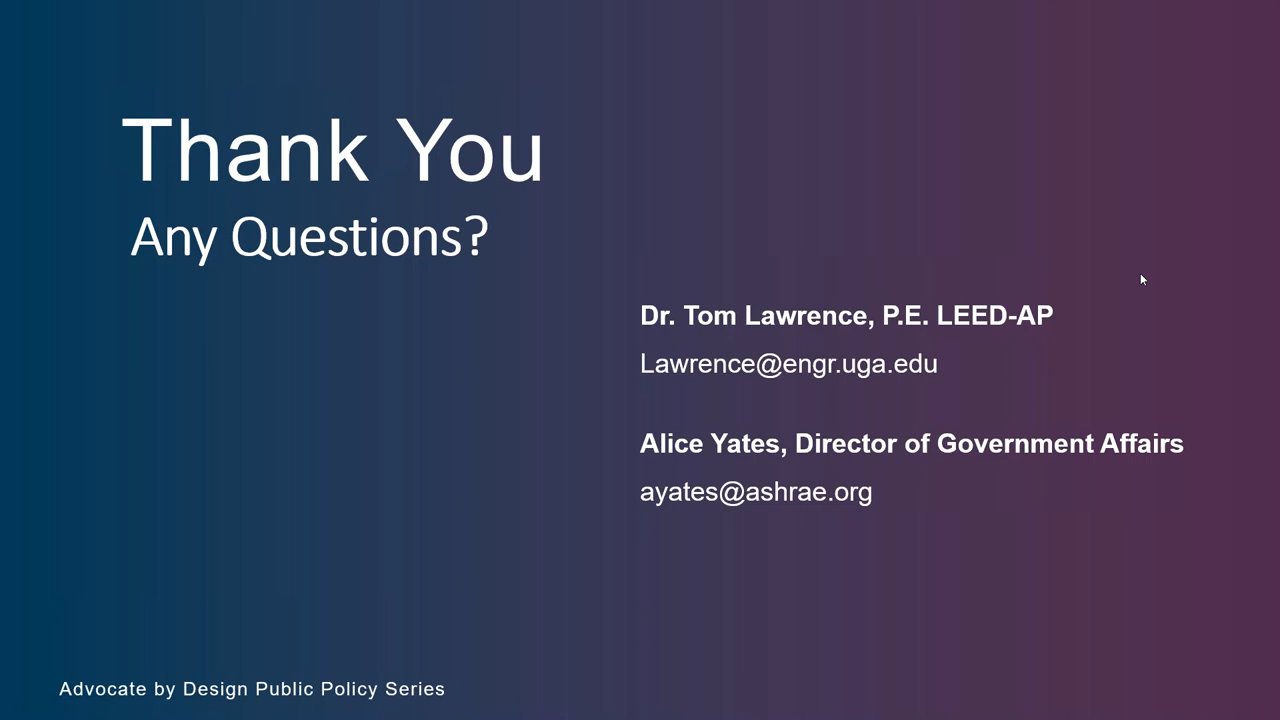 Thank You
Any Questions?
Dr. Tom Lawrence, P.E. LEED-AP
Lawrence@engr.uga.edu
Alice Yates, Director of Government Affairs
ayates@ashrae.org
Advocate by Design Public Policy Series